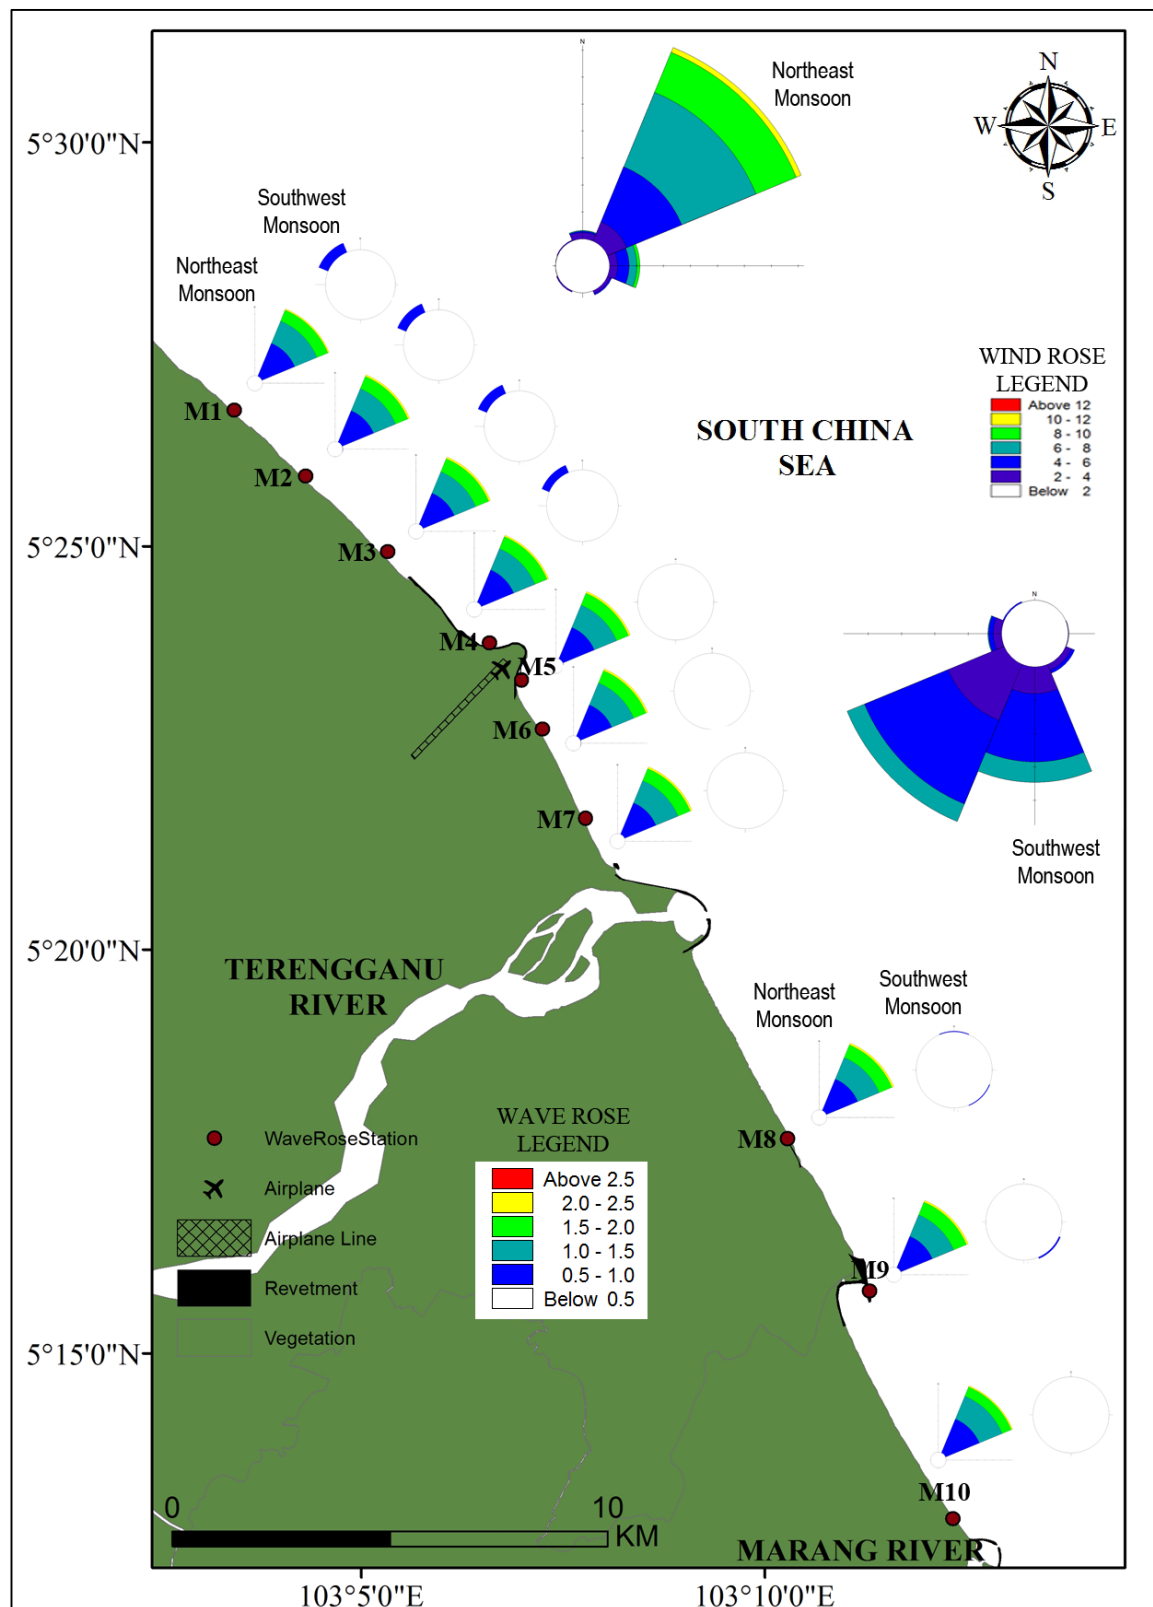 N
Northeast
Monsoon
N
W
E
S
5°30'0"N
Southwest
Monsoon
Northeast
Monsoon
WIND ROSE
LEGEND
Above 12
10 - 12
8 - 10
6 - 8
4 - 6
2 - 4
Below 2
M1
SOUTH CHINA
SEA
M2
5°25'0"N
M3
N
M4
M5
M6
M7
Southwest
Monsoon
5°20'0"N
TERENGGANU
RIVER
Northeast
Monsoon
Southwest
Monsoon
WAVE ROSE
LEGEND
Above 2.5
2.0 - 2.5
1.5 - 2.0
1.0 - 1.5
0.5 - 1.0
Below 0.5
M8
WaveRoseStation
Airplane
Airplane Line
Revetment
Vegetation
M9
5°15'0"N
M10
0
10
KM
MARANG RIVER
103°5'0"E
103°10'0"E